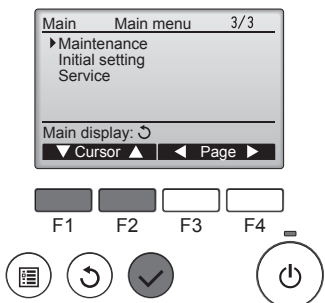 Main Main menu 3/3
Maintenance
Initial setting
Service
Main display:
Cursor Page
F1 F2 F3 F4